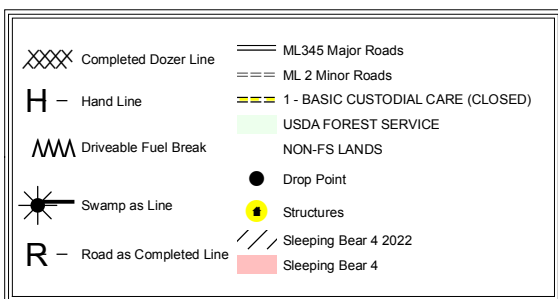 Completed Dozer Line
H – Hand Line
Driveable Fuel Break
Swamp as Line
R – Road as Completed Line
ML345 Major Roads
ML 2 Minor Roads
1 - BASIC CUSTODIAL CARE (CLOSED)
USDA FOREST SERVICE
NON-FS LANDS
Drop Point
Structures
Sleeping Bear 4 2022
Sleeping Bear 4